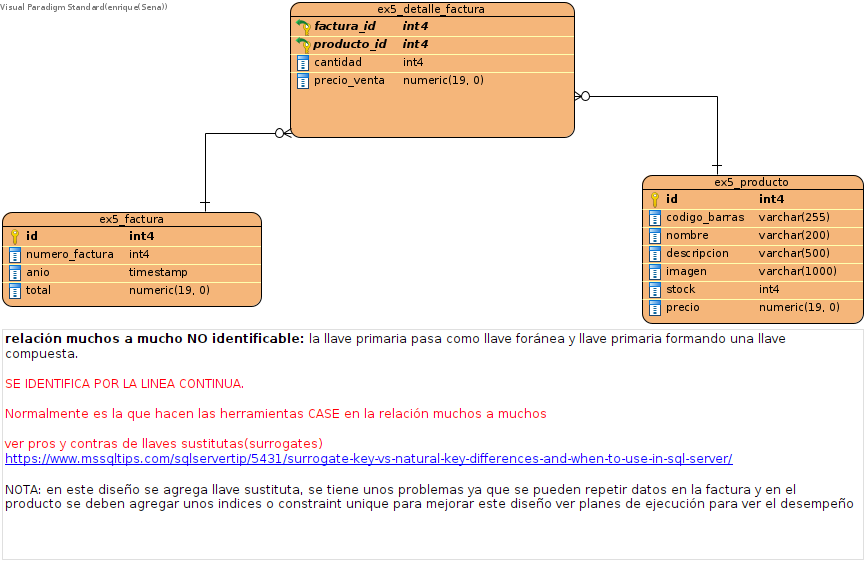 Visual Paradigm Standard(enrique(Sena))
ex5_detalle_factura
factura_id int4
producto_id int4
cantidad int4
precio_venta numeric(19, 0)
ex5_factura
id int4
numero_factura int4
anio timestamp
total numeric(19, 0)
ex5_producto
id int4
codigo_barras varchar(255)
nombre varchar(200)
descripcion varchar(500)
imagen varchar(1000)
stock int4
precio numeric(19, 0)
relación muchos a mucho NO identificable: la llave primaria pasa como llave foránea y llave primaria formando una llave
compuesta.
SE IDENTIFICA POR LA LINEA CONTINUA.
Normalmente es la que hacen las herramientas CASE en la relación muchos a muchos
ver pros y contras de llaves sustitutas(surrogates)
https://www.mssqltips.com/sqlservertip/5431/surrogate-key-vs-natural-key-differences-and-when-to-use-in-sql-server/
NOTA: en este diseño se agrega llave sustituta, se tiene unos problemas ya que se pueden repetir datos en la factura y en el
producto se deben agregar unos indices o constraint unique para mejorar este diseño ver planes de ejecución para ver el desempeño